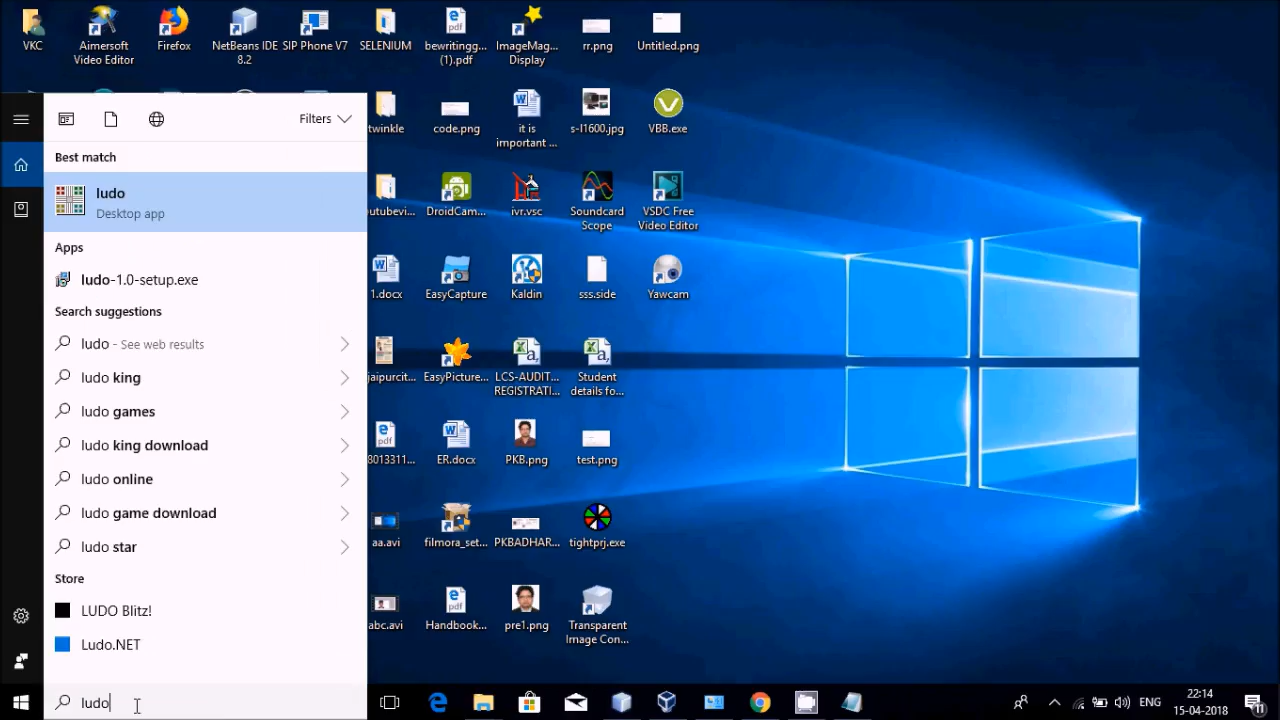 VKC
Aimersoft
Video Editor
Firefox
NetBeans IDE
8.2
SIP Phone V7
SELENIUM
bewritingg...
(1).pdf
ImageMag...
Display
rr.png
Untitled.png
twinkle
code.png
it is
important ...
s-l1600.jpg
VBB.exe
outubevi...
DroidCam...
ivr.vsc
Soundcard
Scope
VSDC Free
Video Editor
1.docx
EasyCapture
Kaldin
sss.side
Yawcam
jaipurcit...
EasyPicture...
LCS-AUDIT...
REGISTRATI...
Student
details fo...
8013311...
ER.docx
PKB.png
test.png
aa.avi
filmora_set...
PKBADHAR...
tightprj.exe
abc.avi
Handbook...
pre1.png
Transparent
Image Con...
Filters
Best match
ludo
Desktop app
Apps
ludo-1.0-setup.exe
Search suggestions
ludo - See web results
ludo king
ludo games
ludo king download
ludo online
ludo game download
ludo star
Store
LUDO Blitz!
Ludo.NET
ludo
ENG
22:14
15-04-2018
11